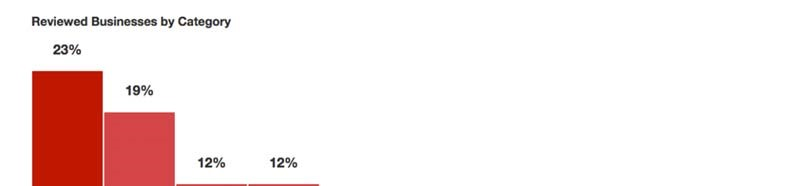 Reviewed Businesses by Category
23%
19%
12% 12%